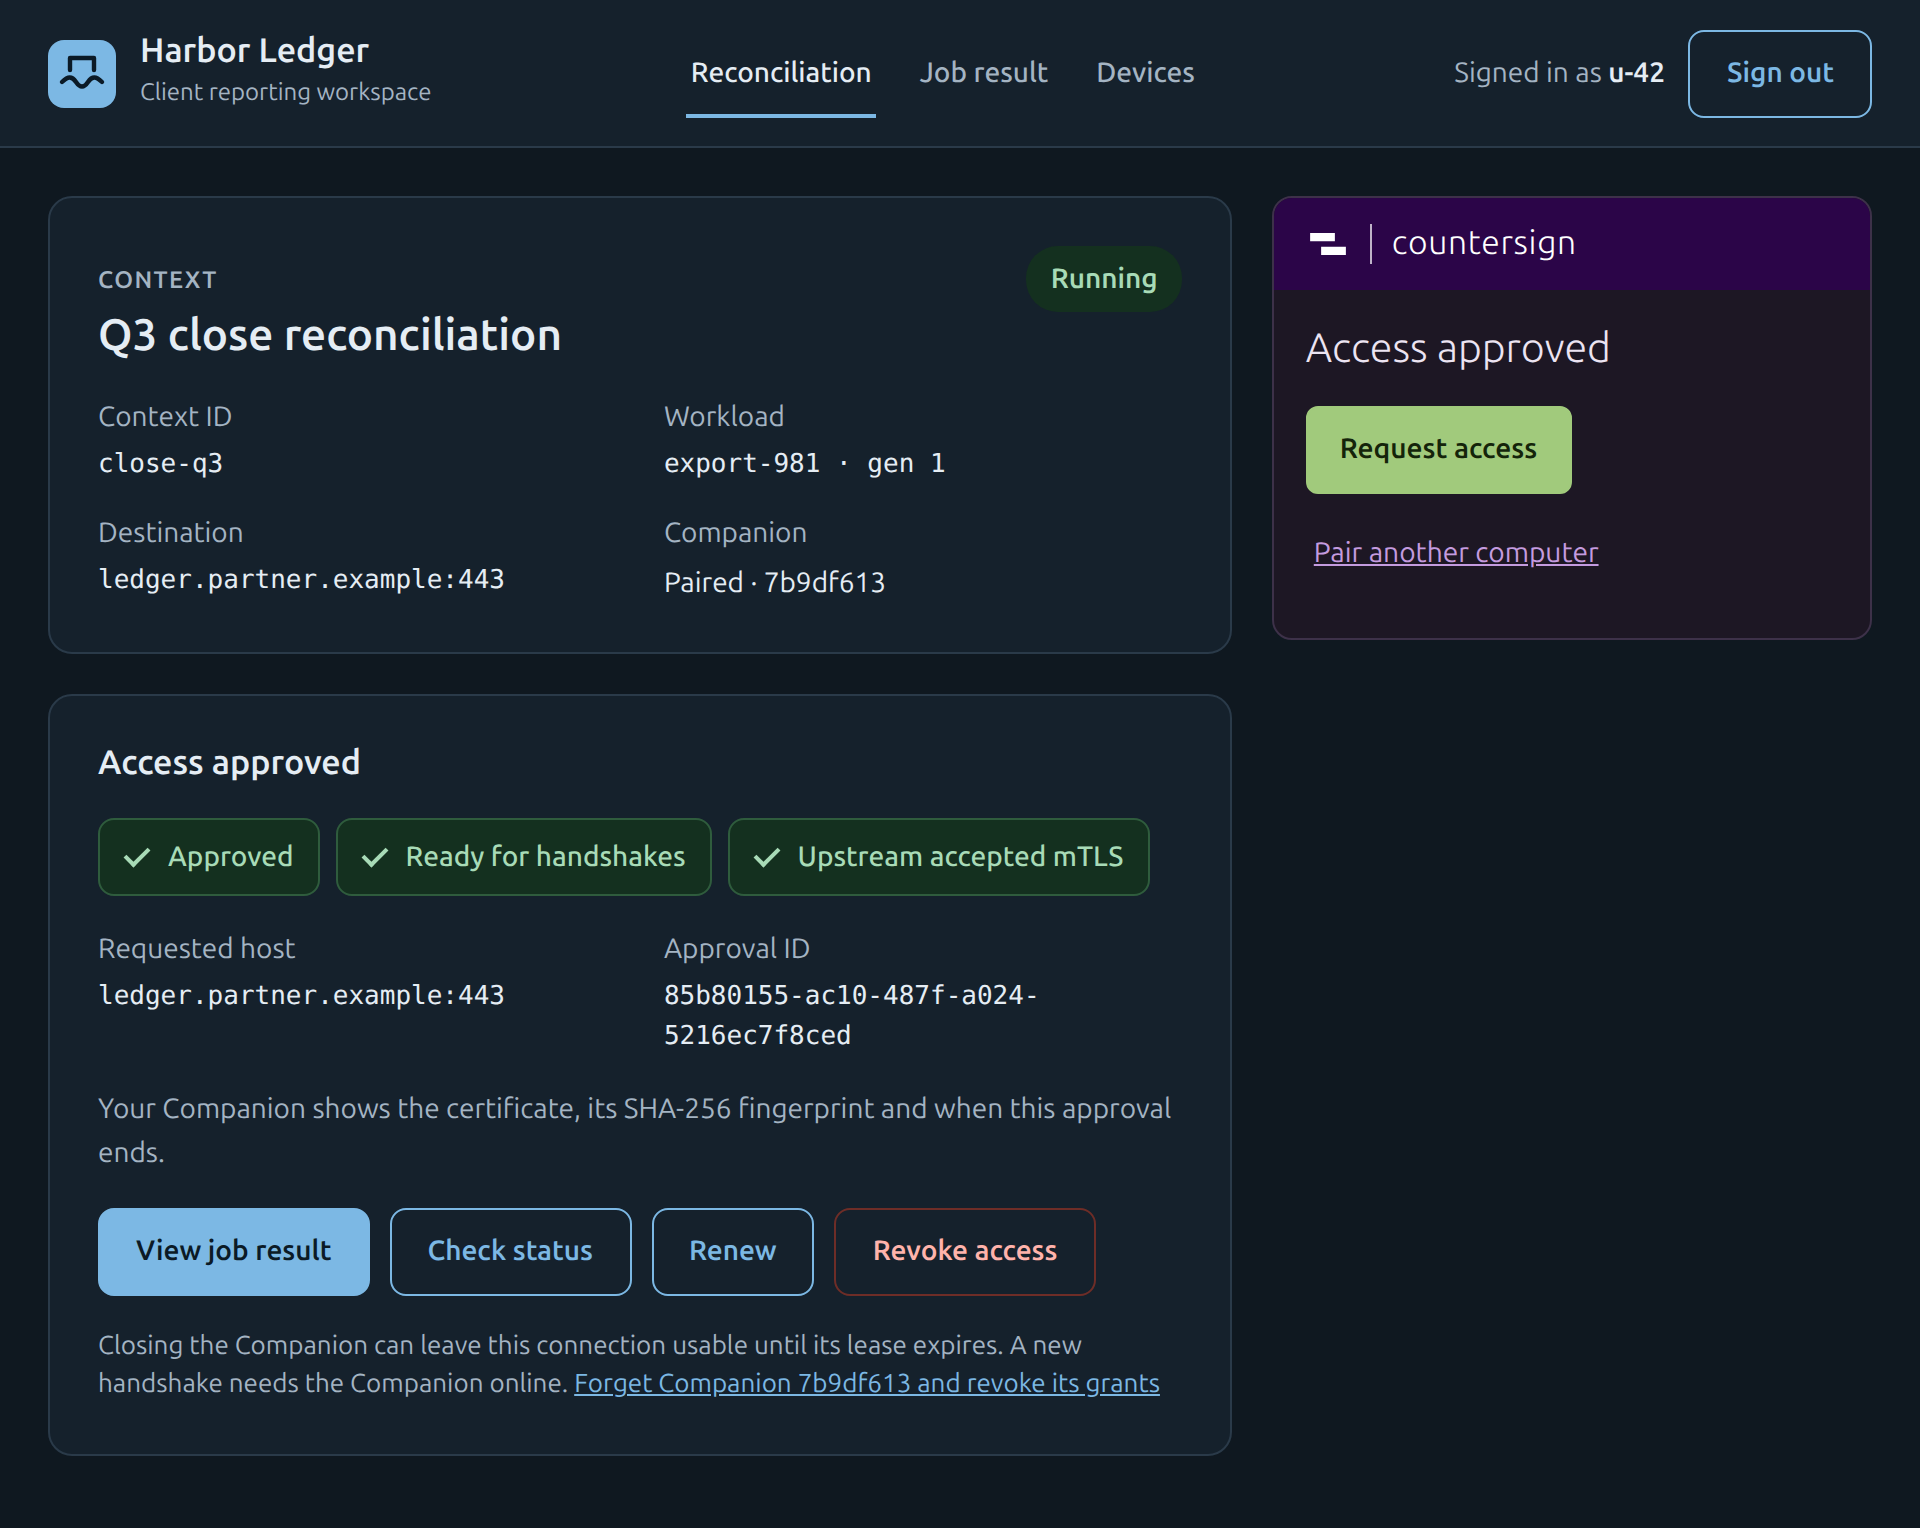 Harbor Ledger
Client reporting workspace
Reconciliation
Job result
Devices
Signed in as u-42
Sign out
CONTEXT
Running
Q3 close reconciliation
Context ID
close-q3
Workload
export-981 · gen 1
Destination
ledger.partner.example:443
Companion
Paired · 7b9df613
countersign
Access approved
Request access
Pair another computer
Access approved
Approved
Ready for handshakes
Upstream accepted mTLS
Requested host
ledger.partner.example:443
Approval ID
85b80155-ac10-487f-a024-
5216ec7f8ced
Your Companion shows the certificate, its SHA-256 fingerprint and when this approval
ends.
View job result
Check status
Renew
Revoke access
Closing the Companion can leave this connection usable until its lease expires. A new
handshake needs the Companion online. Forget Companion 7b9df613 and revoke its grants